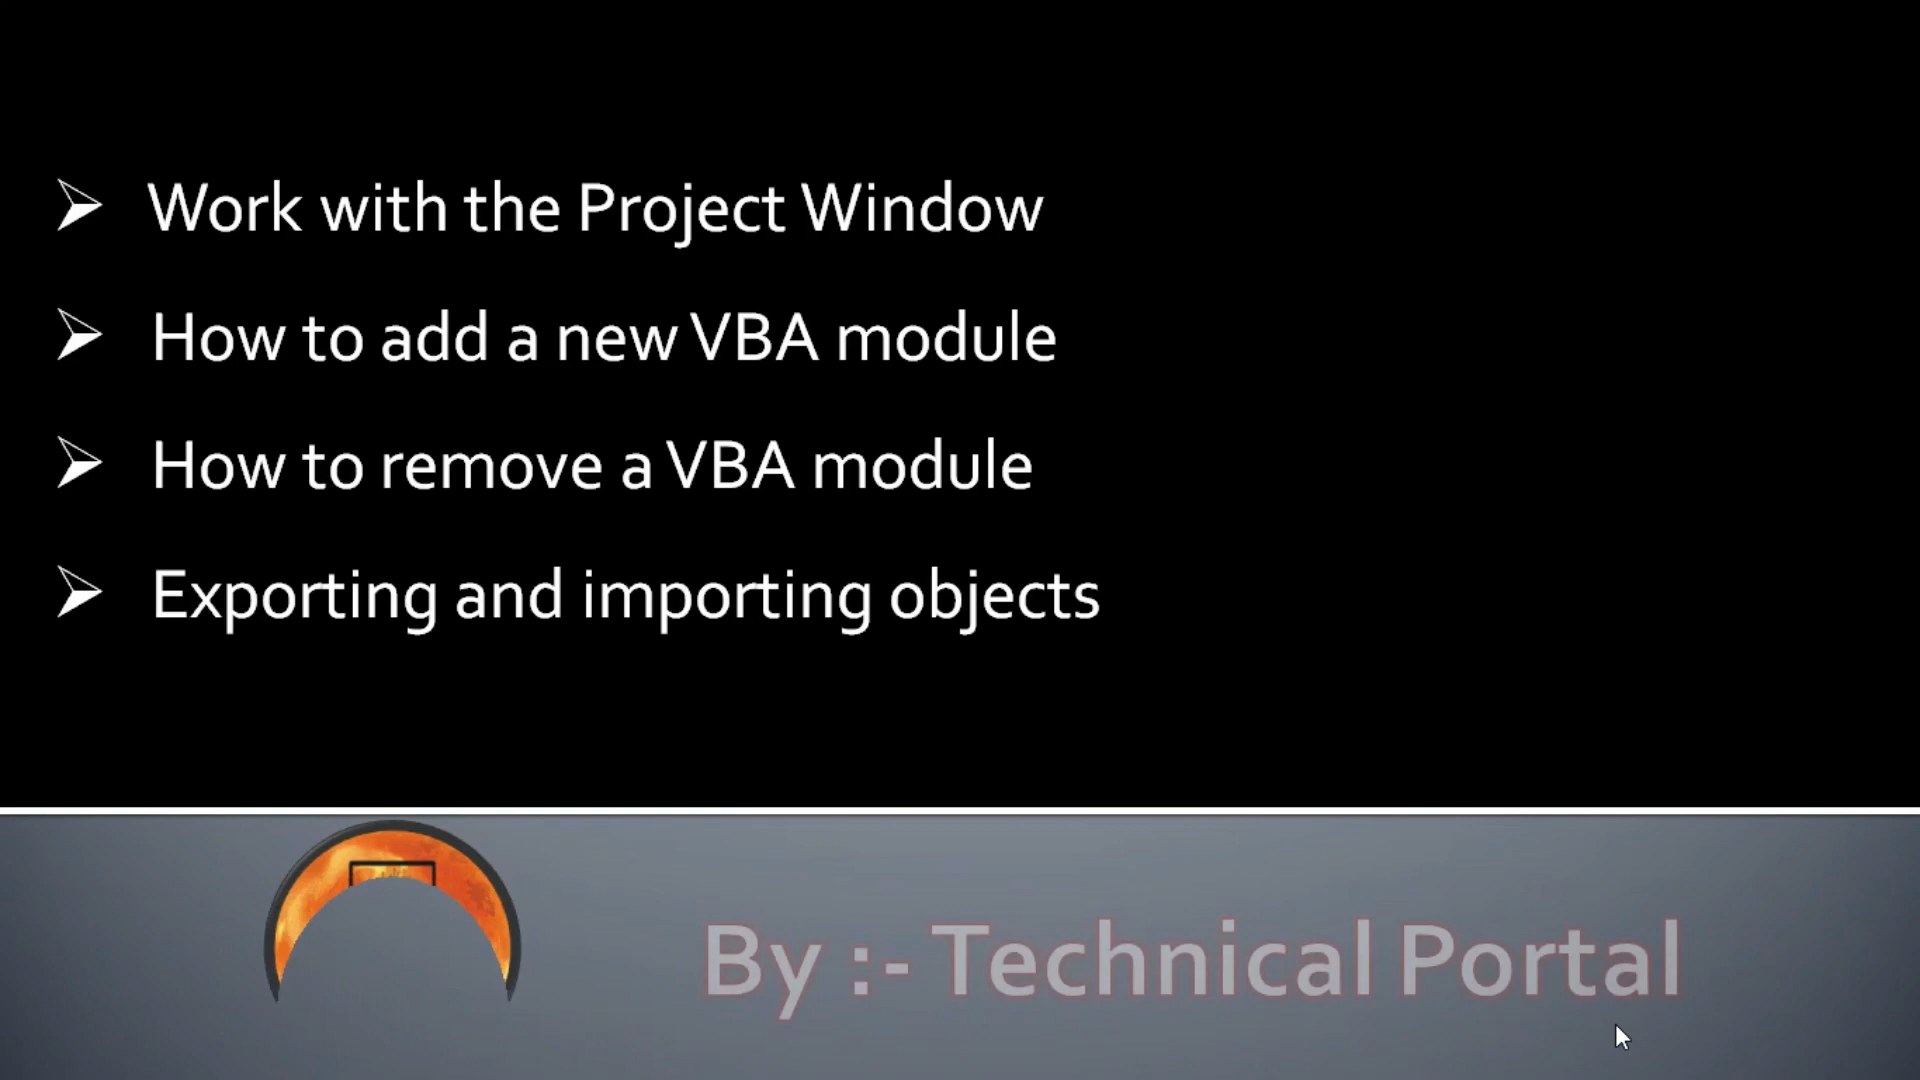 Work with the Project Window
How to add a new VBA module
How to remove a VBA module
Exporting and importing objects
By :- Technical Portal